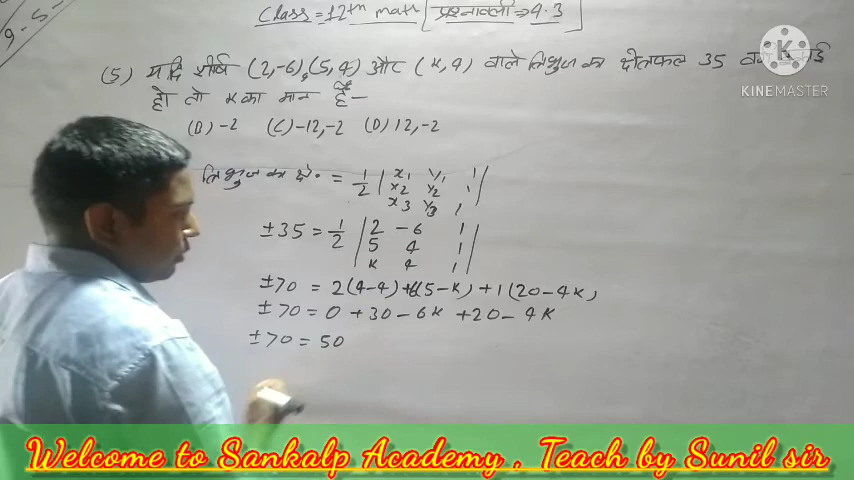 9-5-
Class = 12th math प्रश्नावली ⇒ 4.3
(5) यदि शीर्ष (2,-6), (5,4) और (k,4) वाले त्रिभुज का क्षेत्रफल 35 वर्ग
हो तो k का मान है-
(B) -2 (C) -12,-2 (D) 12,-2
त्रिभुज का क्षे० = 1/2 | x1 y1 1
x2 y2 1
x3 y3 1 |
±35 = 1/2 | 2 -6 1
5 4 1
k 4 1 |
±70 = 2(4-4)+6(5-k)+1(20-4k)
±70 = 0+30-6k+20-4k
±70 = 50
KINEMASTER
Welcome to Sankalp Academy , Teach by Sunil sir